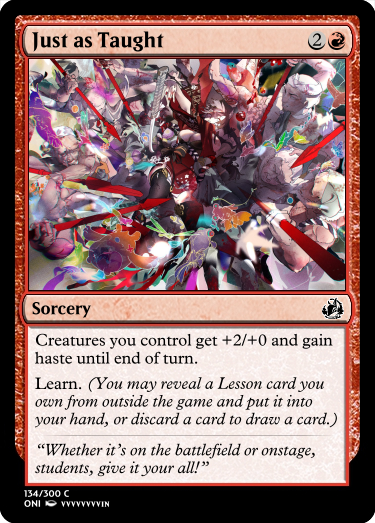 Just as Taught 2
Sorcery
Creatures you control get +2/+0 and gain
haste until end of turn.
Learn. (You may reveal a Lesson card you
own from outside the game and put it into
your hand, or discard a card to draw a card.)
“Whether it’s on the battlefield or onstage,
students, give it your all!”
134/300 C
ONI VVVVVVVVIN